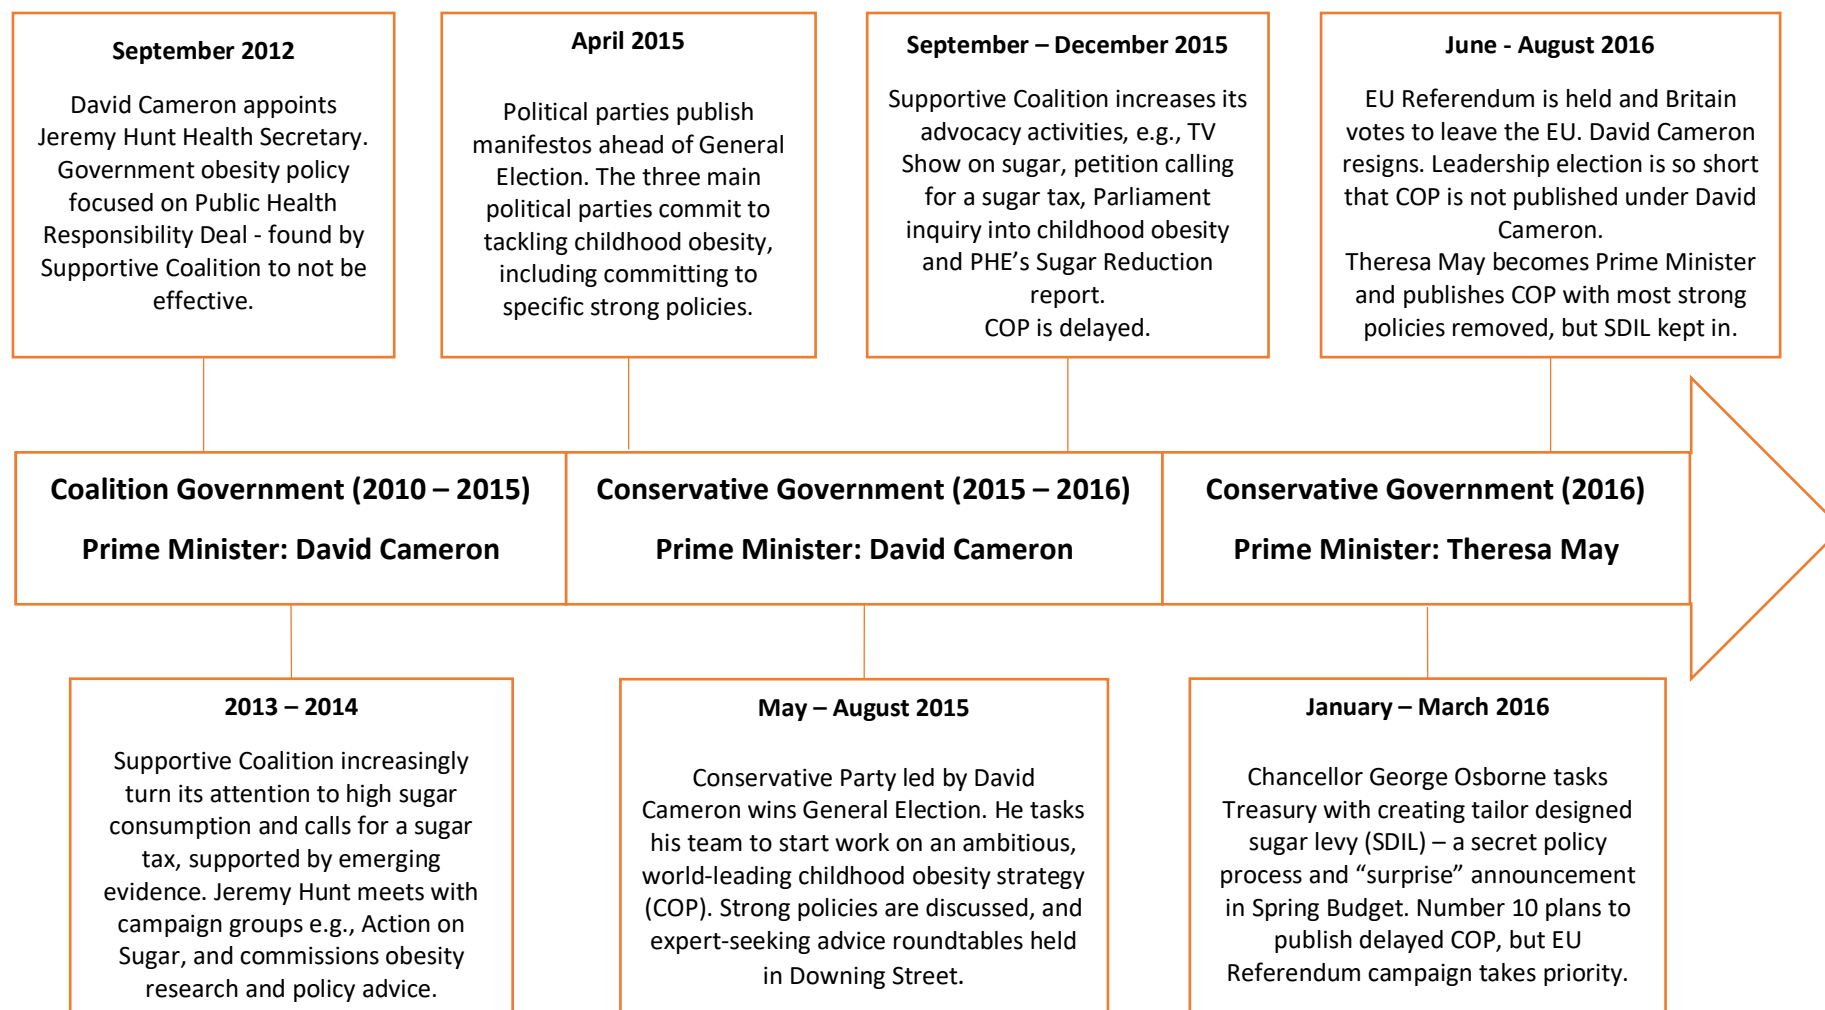 September 2012
David Cameron appoints
Jeremy Hunt Health Secretary.
Government obesity policy
focused on Public Health
Responsibility Deal - found by
Supportive Coalition to not be
effective.
April 2015
Political parties publish
manifestos ahead of General
Election. The three main
political parties commit to
tackling childhood obesity,
including committing to
specific strong policies.
September – December 2015
Supportive Coalition increases its
advocacy activities, e.g., TV
Show on sugar, petition calling
for a sugar tax, Parliament
inquiry into childhood obesity
and PHE’s Sugar Reduction
report.
COP is delayed.
June - August 2016
EU Referendum is held and Britain
votes to leave the EU. David Cameron
resigns. Leadership election is so short
that COP is not published under David
Cameron.
Theresa May becomes Prime Minister
and publishes COP with most strong
policies removed, but SDIL kept in.
Coalition Government (2010 – 2015)
Prime Minister: David Cameron
Conservative Government (2015 – 2016)
Prime Minister: David Cameron
Conservative Government (2016)
Prime Minister: Theresa May
2013 – 2014
Supportive Coalition increasingly
turn its attention to high sugar
consumption and calls for a sugar
tax, supported by emerging
evidence. Jeremy Hunt meets with
campaign groups e.g., Action on
Sugar, and commissions obesity
research and policy advice.
May – August 2015
Conservative Party led by David
Cameron wins General Election. He tasks
his team to start work on an ambitious,
world-leading childhood obesity strategy
(COP). Strong policies are discussed, and
expert-seeking advice roundtables held
in Downing Street.
January – March 2016
Chancellor George Osborne tasks
Treasury with creating tailor designed
sugar levy (SDIL) – a secret policy
process and “surprise” announcement
in Spring Budget. Number 10 plans to
publish delayed COP, but EU
Referendum campaign takes priority.